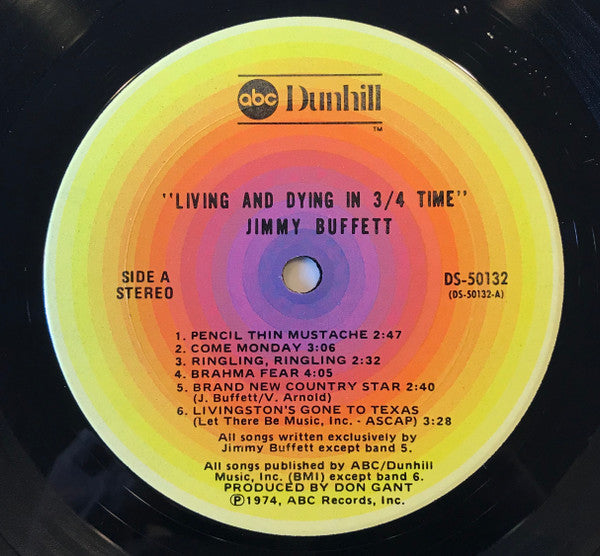 abc Dunhill
™
"LIVING AND DYING IN 3/4 TIME"
JIMMY BUFFETT
SIDE A
STEREO
DS-50132
(DS-50132-A)
1. PENCIL THIN MUSTACHE 2:47
2. COME MONDAY 3:06
3. RINGLING, RINGLING 2:32
4. BRAHMA FEAR 4:05
5. BRAND NEW COUNTRY STAR 2:40
(J. Buffett/V. Arnold)
6. LIVINGSTON'S GONE TO TEXAS
(Let There Be Music, Inc. - ASCAP) 3:28
All songs written exclusively by
Jimmy Buffett except band 5.
All songs published by ABC/Dunhill
Music, Inc. (BMI) except band 6.
PRODUCED BY DON GANT
℗1974, ABC Records, Inc.